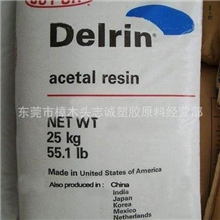 Delrin®
acetal resin
东莞市樟木头志诚塑胶原料经营部
NET WT
25 kg
55.1 lb
Made in United States of America
Also produced in: China
India
Japan
Korea
Mexico
Netherlands